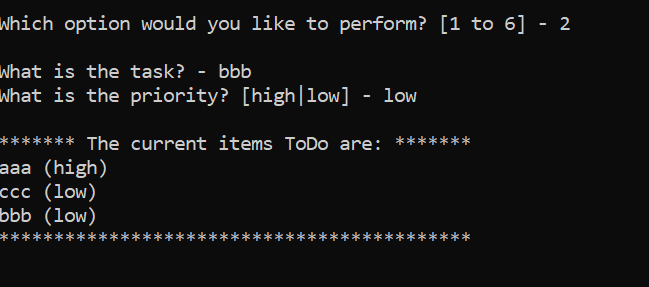 Which option would you like to perform? [1 to 6] - 2
What is the task? - bbb
What is the priority? [high|low] - low
******* The current items ToDo are: *******
aaa (high)
ccc (low)
bbb (low)
*******************************************